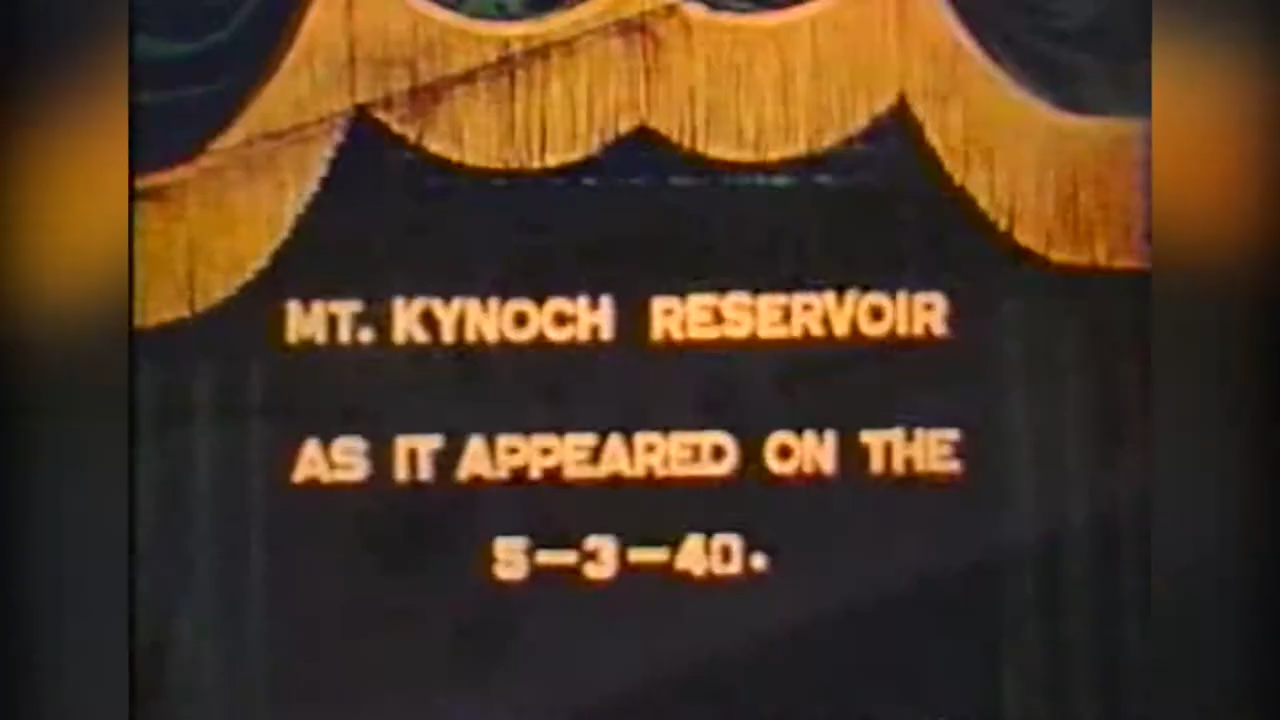 MT. KYNOCH RESERVOIR
AS IT APPEARED ON THE
5-3-40.